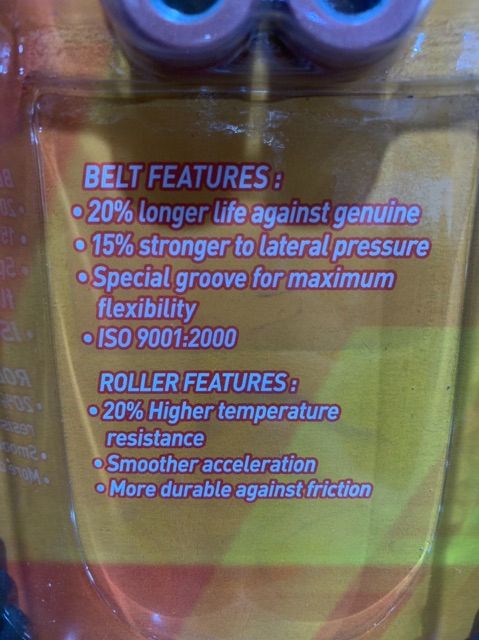 BELT FEATURES :
• 20% longer life against genuine
• 15% stronger to lateral pressure
• Special groove for maximum
flexibility
• ISO 9001:2000
ROLLER FEATURES :
• 20% Higher temperature
resistance
• Smoother acceleration
• More durable against friction